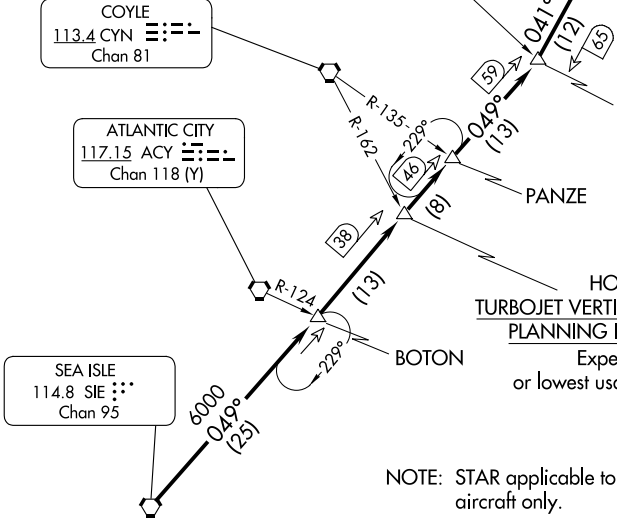 COYLE
113.4 CYN
Chan 81
041°
(12)
65
59
R-135
R-162
229°
049°
(13)
ATLANTIC CITY
117.15 ACY
Chan 118 (Y)
46
(8)
PANZE
38
(13)
R-124
HO
TURBOJET VERTI
PLANNING I
Expe
or lowest usa
229°
BOTON
SEA ISLE
114.8 SIE
Chan 95
6000
049°
(25)
NOTE: STAR applicable to
aircraft only.